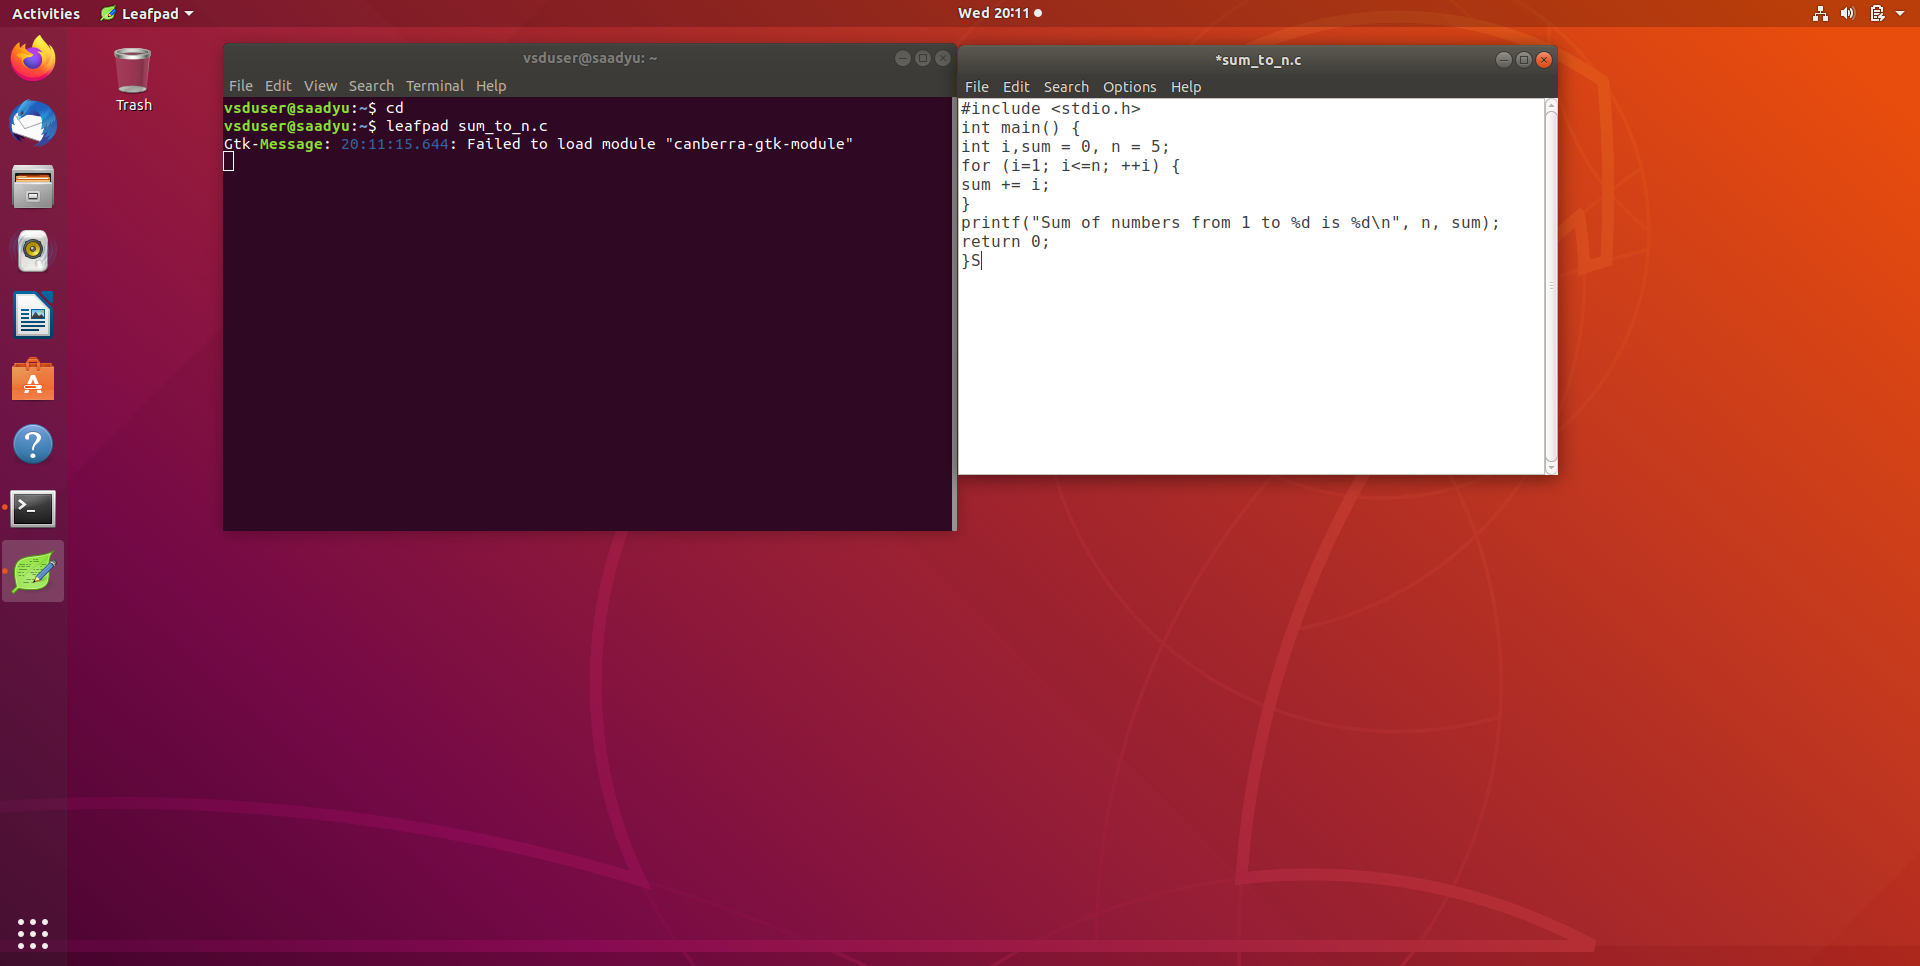 Activities
Leafpad
Wed 20:11
Trash
vsduser@saadyu: ~
File Edit View Search Terminal Help
vsduser@saadyu:~$ cd
vsduser@saadyu:~$ leafpad sum_to_n.c
Gtk-Message: 20:11:15.644: Failed to load module "canberra-gtk-module"
*sum_to_n.c
File Edit Search Options Help
#include <stdio.h>
int main() {
int i,sum = 0, n = 5;
for (i=1; i<=n; ++i) {
sum += i;
}
printf("Sum of numbers from 1 to %d is %d\n", n, sum);
return 0;
}S